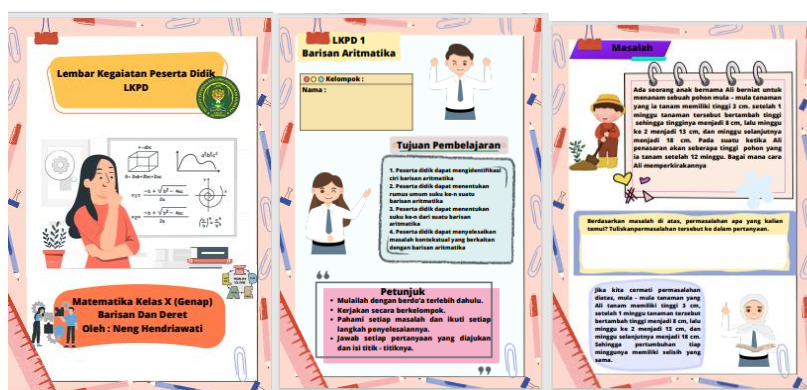 Lembar Kegaiatan Peserta Didik
LKPD
Matematika Kelas X (Genap)
Barisan Dan Deret
Oleh : Neng Hendriawati
LKPD 1
Barisan Aritmatika
Kelompok :
Nama :
Tujuan Pembelajaran
1. Peserta didik dapat mengidentifikasi
ciri barisan aritmatika
2. Peserta didik dapat menentukan
rumus umum suku ke-n suatu
barisan aritmatika
3. Peserta didik dapat menentukan
suku ke-n dari suatu barisan
aritmatika
4. Peserta didik dapat menyelesaikan
masalah kontekstual yang berkaitan
dengan barisan aritmatika
Petunjuk
• Mulailah dengan berdo'a terlebih dahulu.
• Kerjakan secara berkelompok.
• Pahami setiap masalah dan ikuti setiap
langkah penyelesaiannya.
• Jawab setiap pertanyaan yang diajukan
dan isi titik - titiknya.
Masalah
Ada seorang anak bernama Ali berniat untuk
menanam sebuah pohon mula - mula tanaman
yang ia tanam memiliki tinggi 3 cm. setelah 1
minggu tanaman tersebut bertambah tinggi
sehingga tingginya menjadi 8 cm, lalu minggu
ke 2 menjadi 13 cm, dan minggu selanjutnya
menjadi 18 cm. Pada suatu ketika Ali
penasaran akan seberapa tinggi pohon yang
ia tanam setelah 12 minggu. Bagai mana cara
Ali memperkirakannya
Berdasarkan masalah di atas, permasalahan apa yang kalian
temui? Tuliskanpermasalahan tersebut ke dalam pertanyaan.
Jika kita cermati permasalahan
diatas, mula - mula tanaman yang
Ali tanam memiliki tinggi 3 cm,
setelah 1 minggu tanaman tersebut
bertambah tinggi menjadi 8 cm, lalu
minggu ke 2 menjadi 13 cm, dan
minggu selanjutnya menjadi 18 cm.
Sehingga pertumbuhan tiap
minggunya memiliki selisih yang
sama.